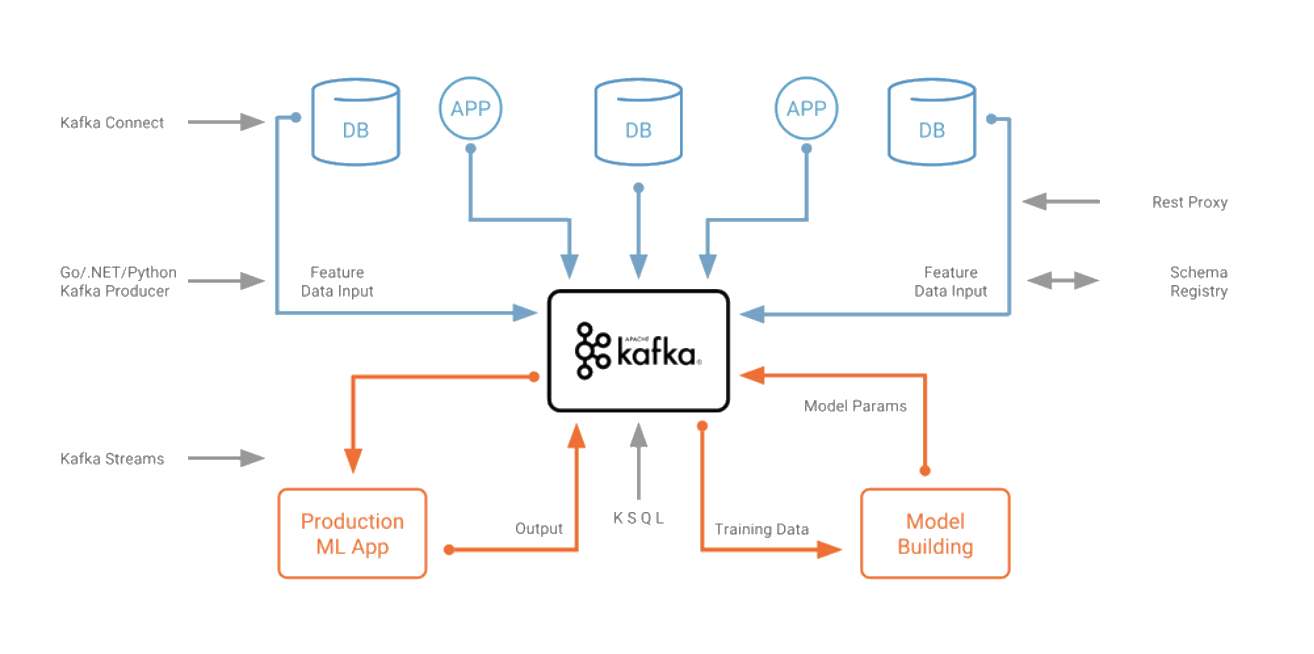 DB
APP
DB
APP
DB
Kafka Connect
Rest Proxy
Go/.NET/Python
Kafka Producer
Feature
Data Input
Feature
Data Input
Schema
Registry
APACHE
kafka®
Model Params
Kafka Streams
Production
ML App
Output
KSQL
Training Data
Model
Building